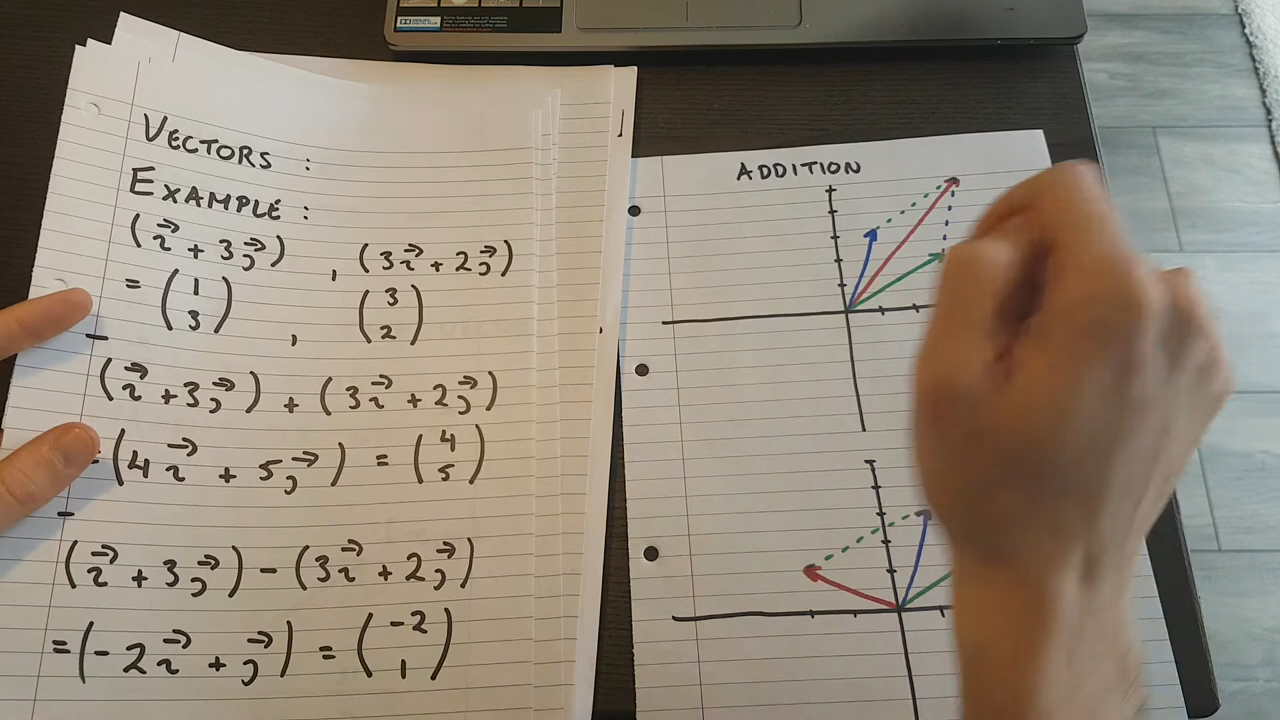 VECTORS :
EXAMPLE :
(i⃗ + 3j⃗) , (3i⃗ + 2j⃗)
= (1 3) , (3 2)
(i⃗ + 3j⃗) + (3i⃗ + 2j⃗)
= (4i⃗ + 5j⃗) = (4 5)
(i⃗ + 3j⃗) - (3i⃗ + 2j⃗)
= (-2i⃗ + j⃗) = (-2 1)
ADDITION